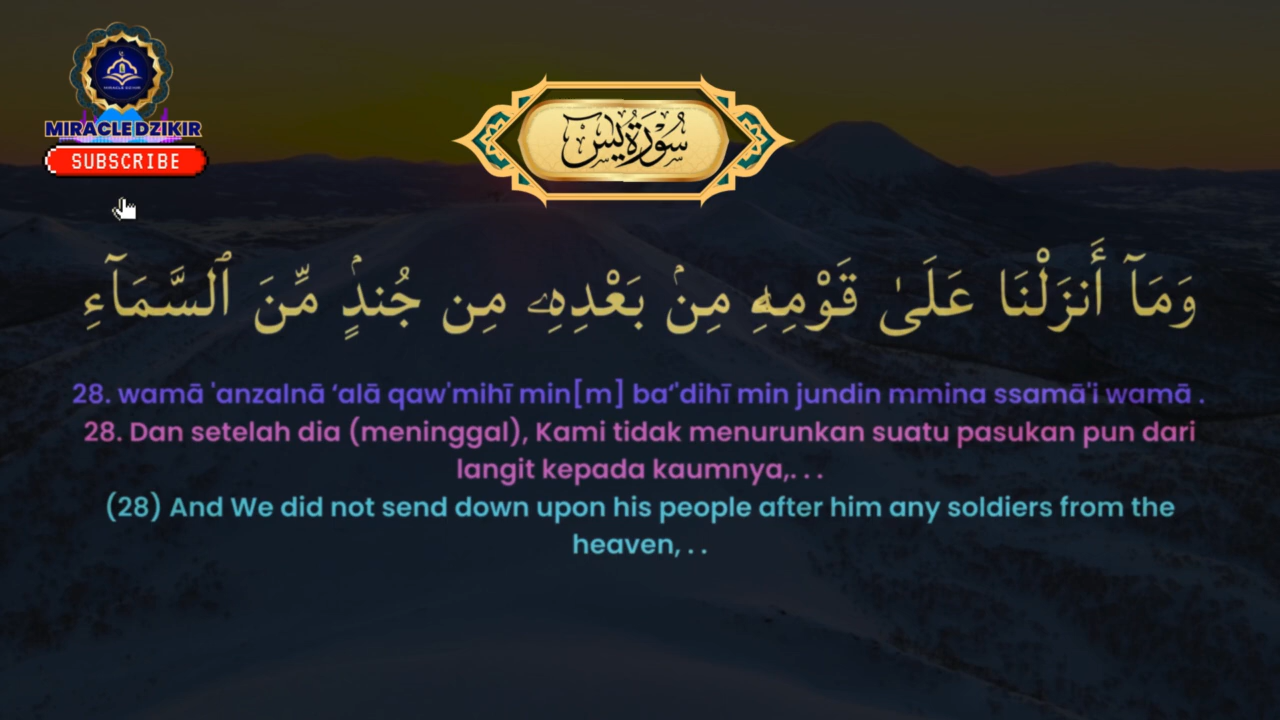 MIRACLE DZIKIR
MIRACLEDZIKIR
SUBSCRIBE
سُوْرَةُ يٰسٓ
وَمَآ أَنزَلْنَا عَلَىٰ قَوْمِهِۦ مِنۢ بَعْدِهِۦ مِن جُندٍۢ مِّنَ ٱلسَّمَآءِ
28. wamā 'anzalnā ‘alā qaw'mihī min[m] ba‘'dihī min jundin mmina ssamā'i wamā .
28. Dan setelah dia (meninggal), Kami tidak menurunkan suatu pasukan pun dari
langit kepada kaumnya,. . .
(28) And We did not send down upon his people after him any soldiers from the
heaven, . .